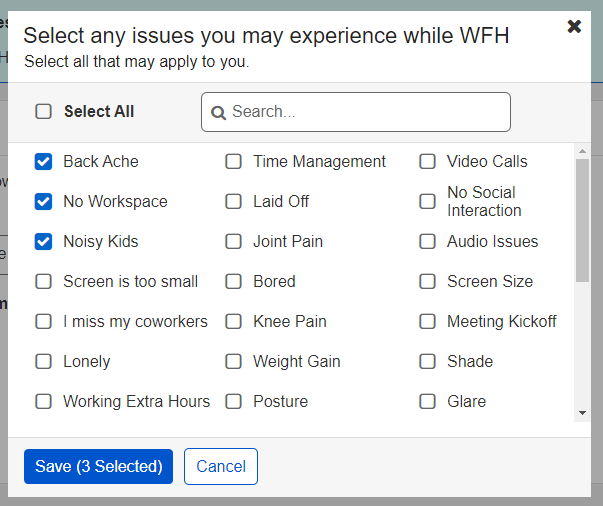 Select any issues you may experience while WFH
Select all that may apply to you.
Select All
Search...
Back Ache
Time Management
Video Calls
No Workspace
Laid Off
No Social
Interaction
Noisy Kids
Joint Pain
Audio Issues
Screen is too small
Bored
Screen Size
I miss my coworkers
Knee Pain
Meeting Kickoff
Lonely
Weight Gain
Shade
Working Extra Hours
Posture
Glare
Save (3 Selected)
Cancel